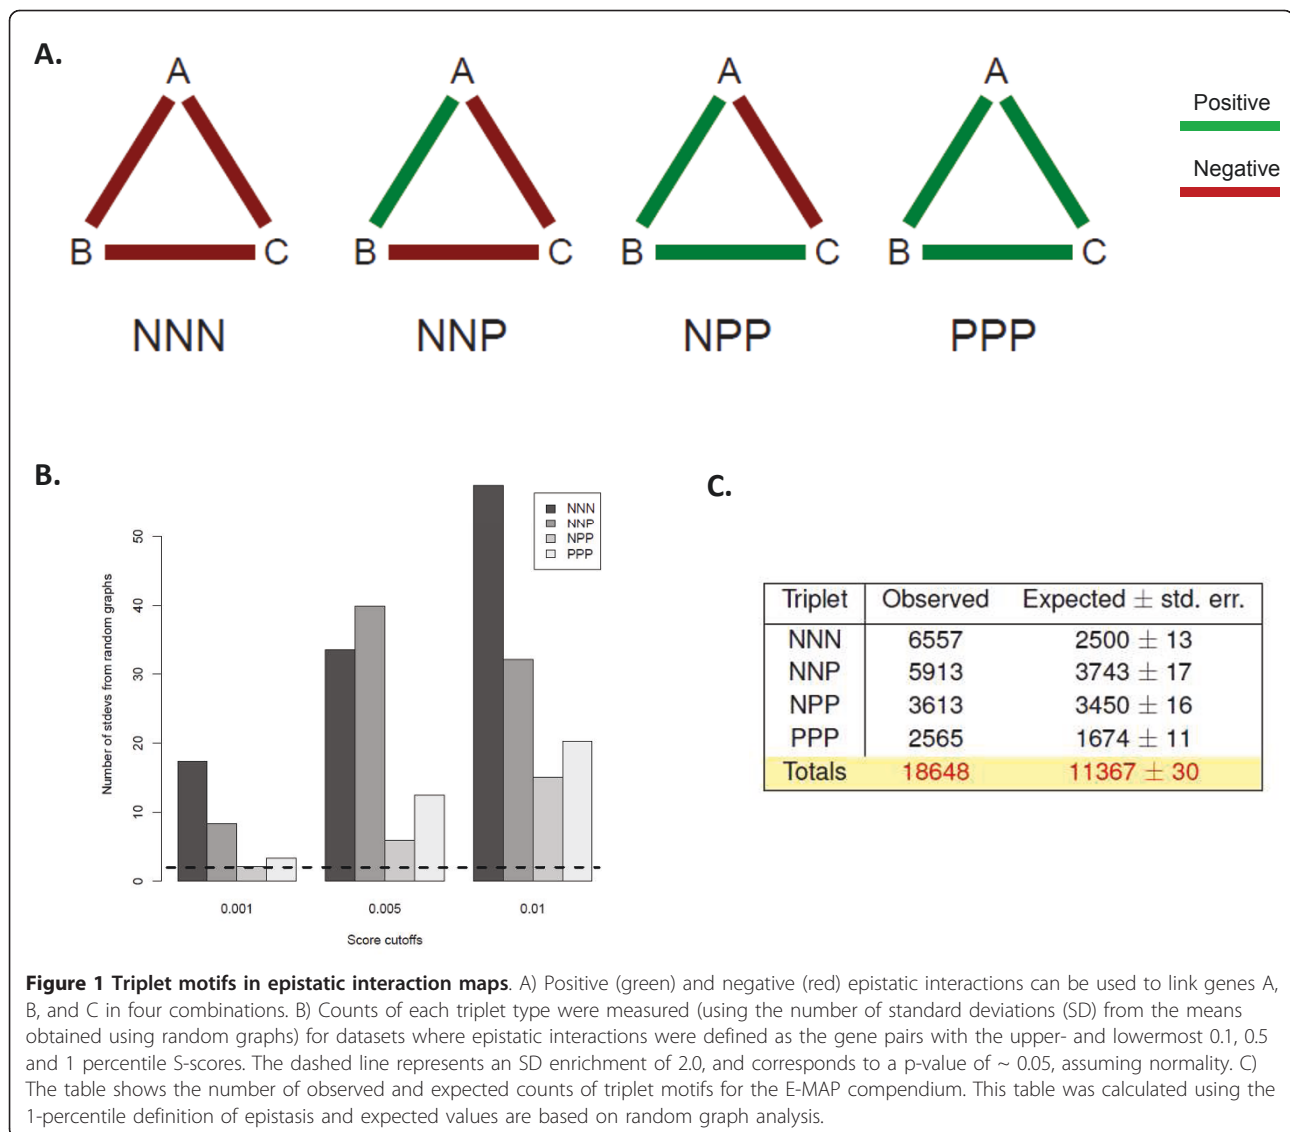 A.
A
A
A
A
Positive
Negative
B C
B C
B C
B C
NNN
NNP
NPP
PPP
B.
Number of stdevs from random graphs
50
40
30
20
10
0
NNN
NNP
NPP
PPP
0.001
0.005
0.01
Score cutoffs
C.
Triplet Observed Expected ± std. err.
NNN 6557 2500 ± 13
NNP 5913 3743 ± 17
NPP 3613 3450 ± 16
PPP 2565 1674 ± 11
Totals 18648 11367 ± 30
Figure 1 Triplet motifs in epistatic interaction maps. A) Positive (green) and negative (red) epistatic interactions can be used to link genes A,
B, and C in four combinations. B) Counts of each triplet type were measured (using the number of standard deviations (SD) from the means
obtained using random graphs) for datasets where epistatic interactions were defined as the gene pairs with the upper- and lowermost 0.1, 0.5
and 1 percentile S-scores. The dashed line represents an SD enrichment of 2.0, and corresponds to a p-value of ~ 0.05, assuming normality. C)
The table shows the number of observed and expected counts of triplet motifs for the E-MAP compendium. This table was calculated using the
1-percentile definition of epistasis and expected values are based on random graph analysis.